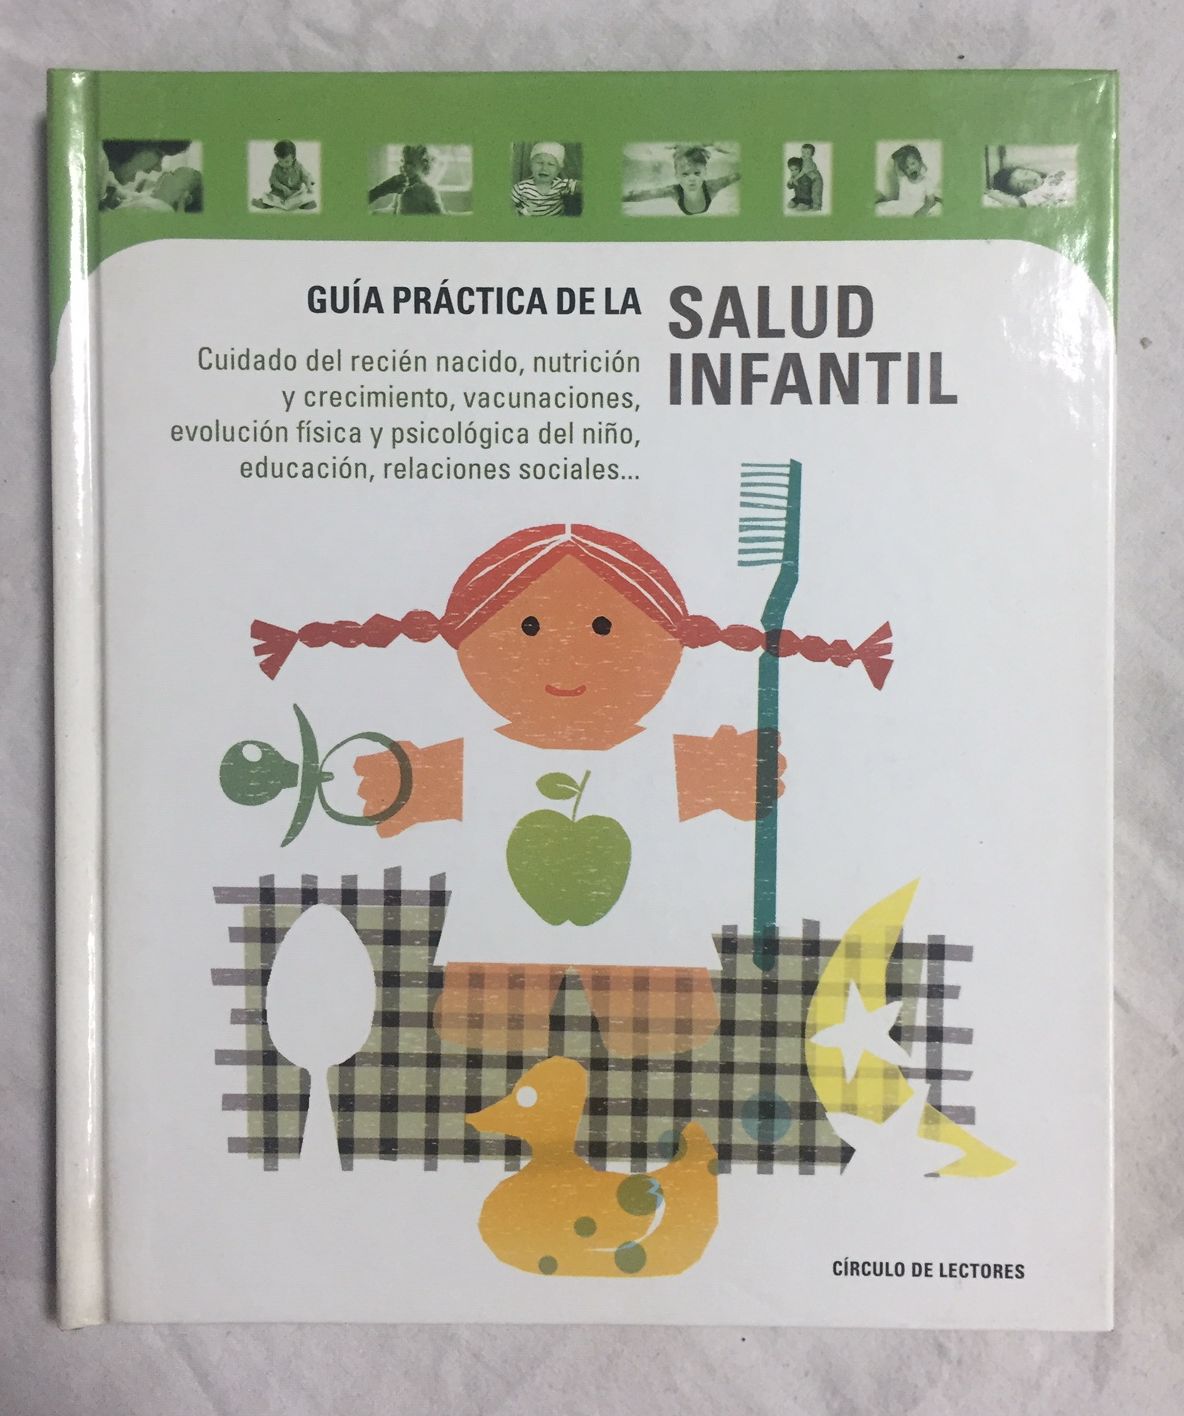 GUÍA PRÁCTICA DE LA
SALUD
INFANTIL
Cuidado del recién nacido, nutrición
y crecimiento, vacunaciones,
evolución física y psicológica del niño,
educación, relaciones sociales...
CÍRCULO DE LECTORES